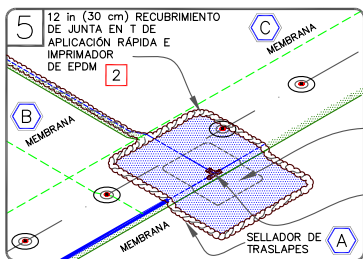 5
12 in (30 cm) RECUBRIMIENTO
DE JUNTA EN T DE
APLICACIÓN RÁPIDA E
IMPRIMADOR
DE EPDM
2
C
MEMBRANA
B
MEMBRANA
MEMBRANA
SELLADOR DE
TRASLAPES
A